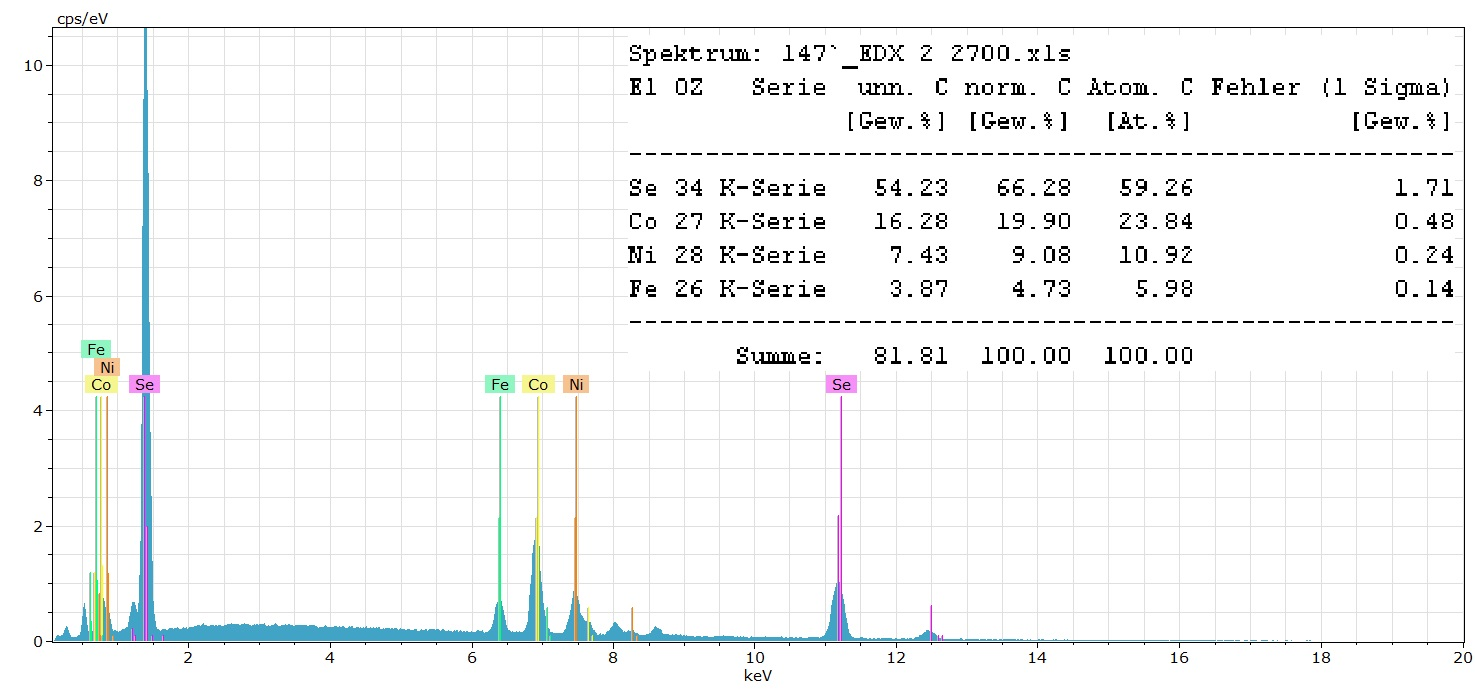 cps/eV
Spektrum: 147`_EDX 2 2700.xls
El OZ Serie unn. C norm. C Atom. C Fehler (1 Sigma)
[Gew.%] [Gew.%] [At.%] [Gew.%]
Se 34 K-Serie 54.23 66.28 59.26 1.71
Co 27 K-Serie 16.28 19.90 23.84 0.48
Ni 28 K-Serie 7.43 9.08 10.92 0.24
Fe 26 K-Serie 3.87 4.73 5.98 0.14
Summe: 81.81 100.00 100.00
10
8
6
4
2
0
Fe
Ni
Co Se Fe Co Ni Se
2 4 6 8 10 12 14 16 18 20
keV